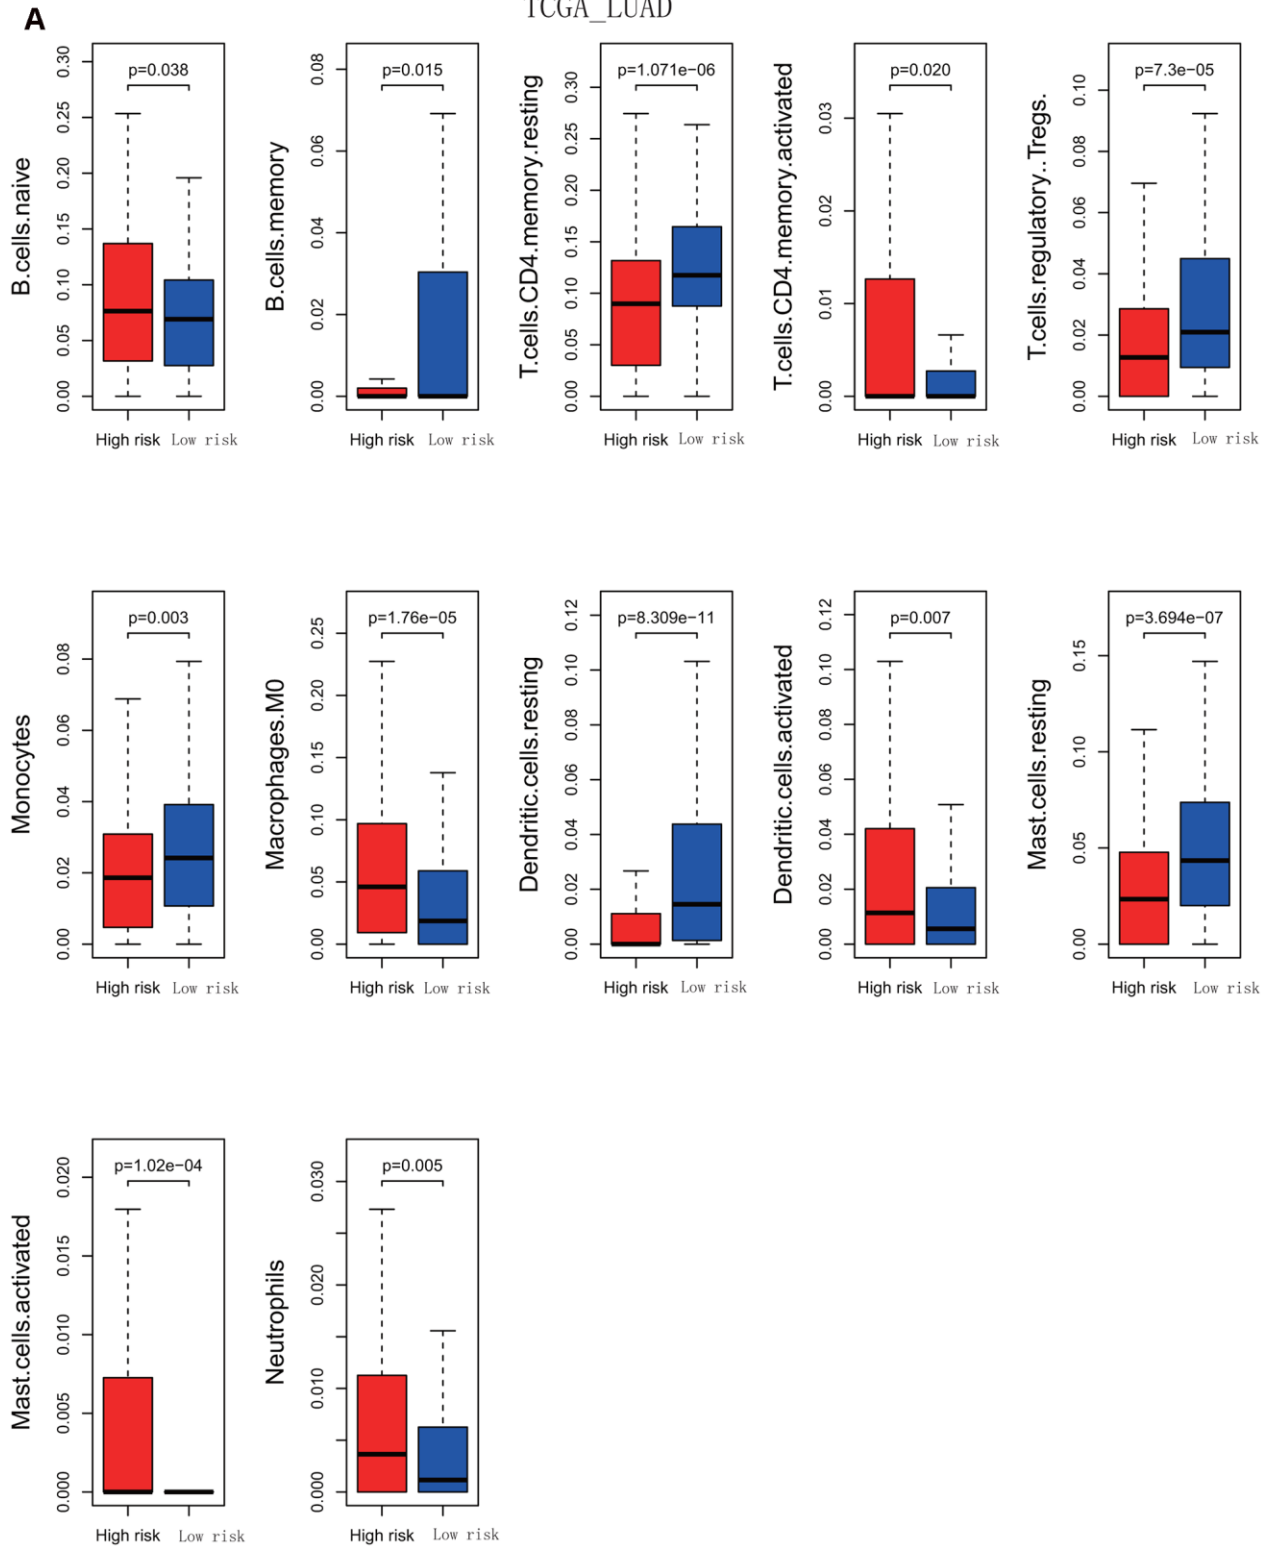 A
TCGA_LUAD
B.cells.naive
0.00 0.05 0.10 0.15 0.20 0.25 0.30
p=0.038
High risk Low risk
B.cells.memory
0.00 0.02 0.04 0.06 0.08
p=0.015
High risk Low risk
T.cells.CD4.memory.resting
0.00 0.05 0.10 0.15 0.20 0.25 0.30
p=1.071e−06
High risk Low risk
T.cells.CD4.memory.activated
0.00 0.01 0.02 0.03
p=0.020
High risk Low risk
T.cells.regulatory..Tregs.
0.00 0.02 0.04 0.06 0.08 0.10
p=7.3e−05
High risk Low risk
Monocytes
0.00 0.02 0.04 0.06 0.08
p=0.003
High risk Low risk
Macrophages.M0
0.00 0.05 0.10 0.15 0.20 0.25
p=1.76e−05
High risk Low risk
Dendritic.cells.resting
0.00 0.02 0.04 0.06 0.08 0.10 0.12
p=8.309e−11
High risk Low risk
Dendritic.cells.activated
0.00 0.02 0.04 0.06 0.08 0.10 0.12
p=0.007
High risk Low risk
Mast.cells.resting
0.00 0.05 0.10 0.15
p=3.694e−07
High risk Low risk
Mast.cells.activated
0.000 0.005 0.010 0.015 0.020
p=1.02e−04
High risk Low risk
Neutrophils
0.000 0.010 0.020 0.030
p=0.005
High risk Low risk